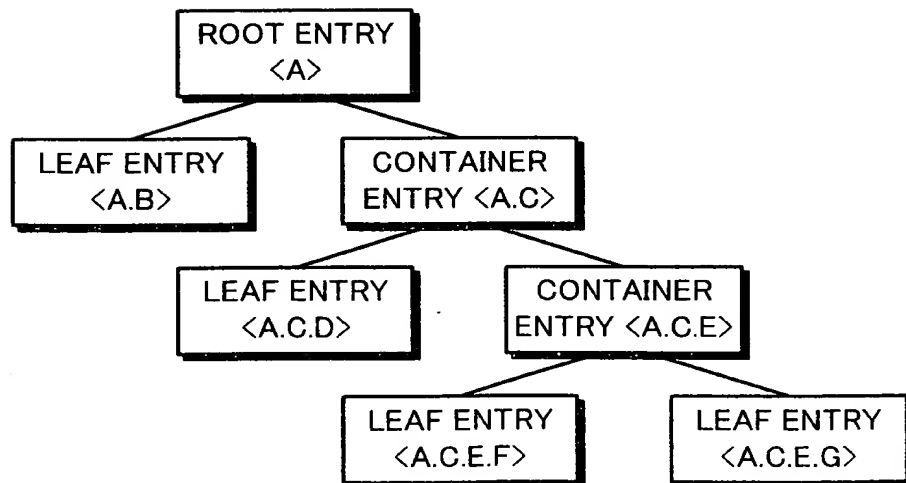 ROOT ENTRY
<A>
LEAF ENTRY
<A.B>
CONTAINER
ENTRY <A.C>
LEAF ENTRY
<A.C.D>
CONTAINER
ENTRY <A.C.E>
LEAF ENTRY
<A.C.E.F>
LEAF ENTRY
<A.C.E.G>